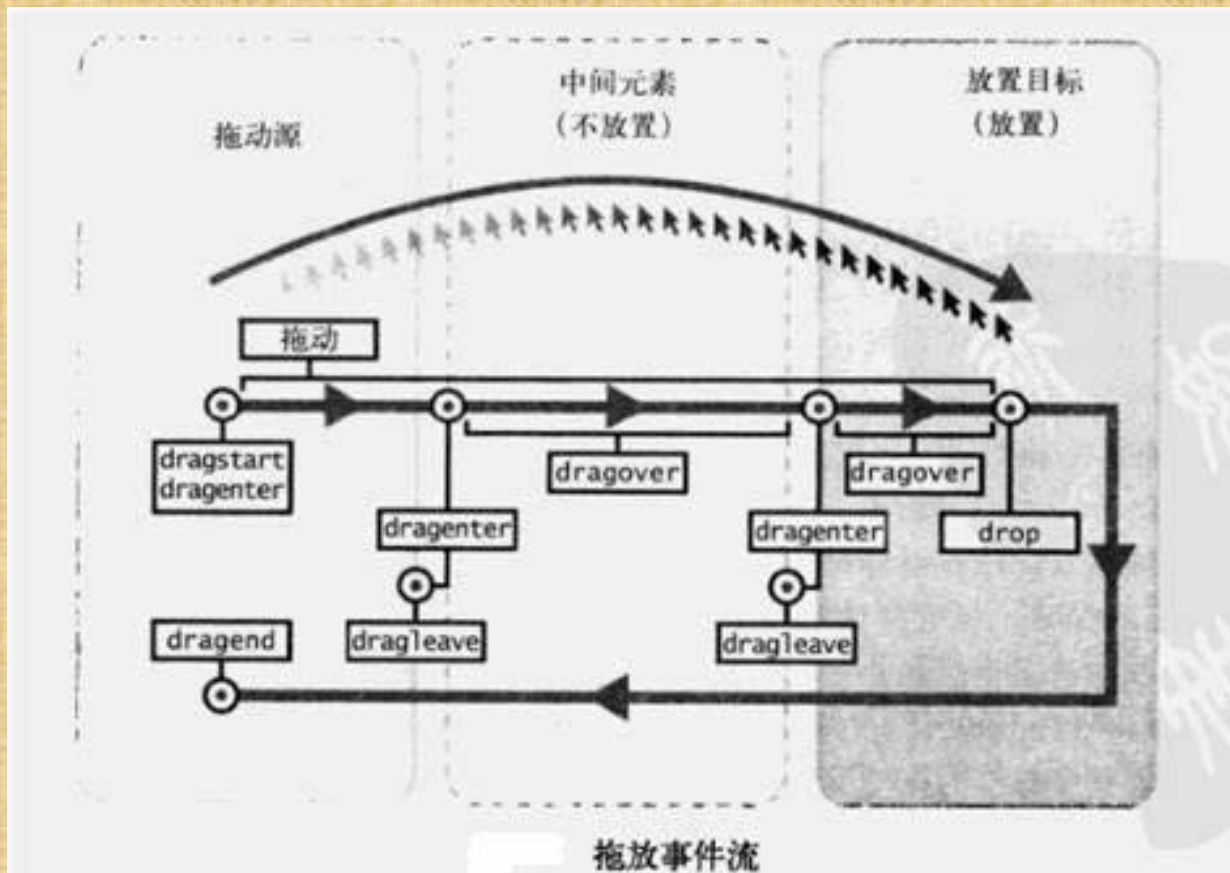 拖动源
中间元素
(不放置)
放置目标
(放置)
拖动
dragstart
dragenter
dragover
dragover
dragenter
dragenter
drop
dragend
dragleave
dragleave
拖放事件流